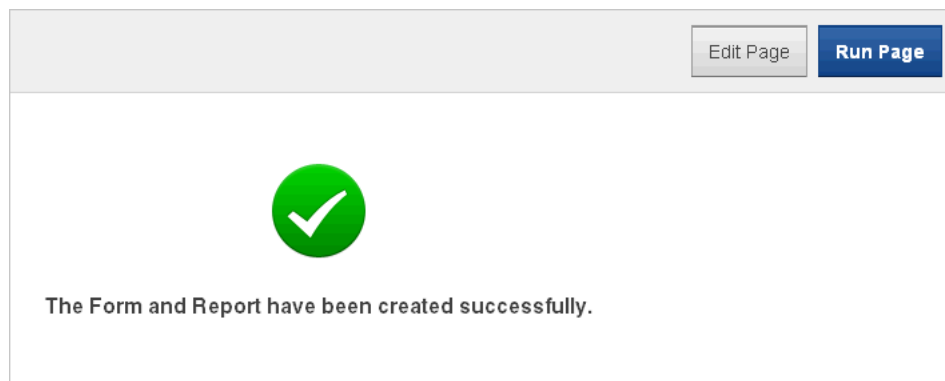 Edit Page Run Page
The Form and Report have been created successfully.